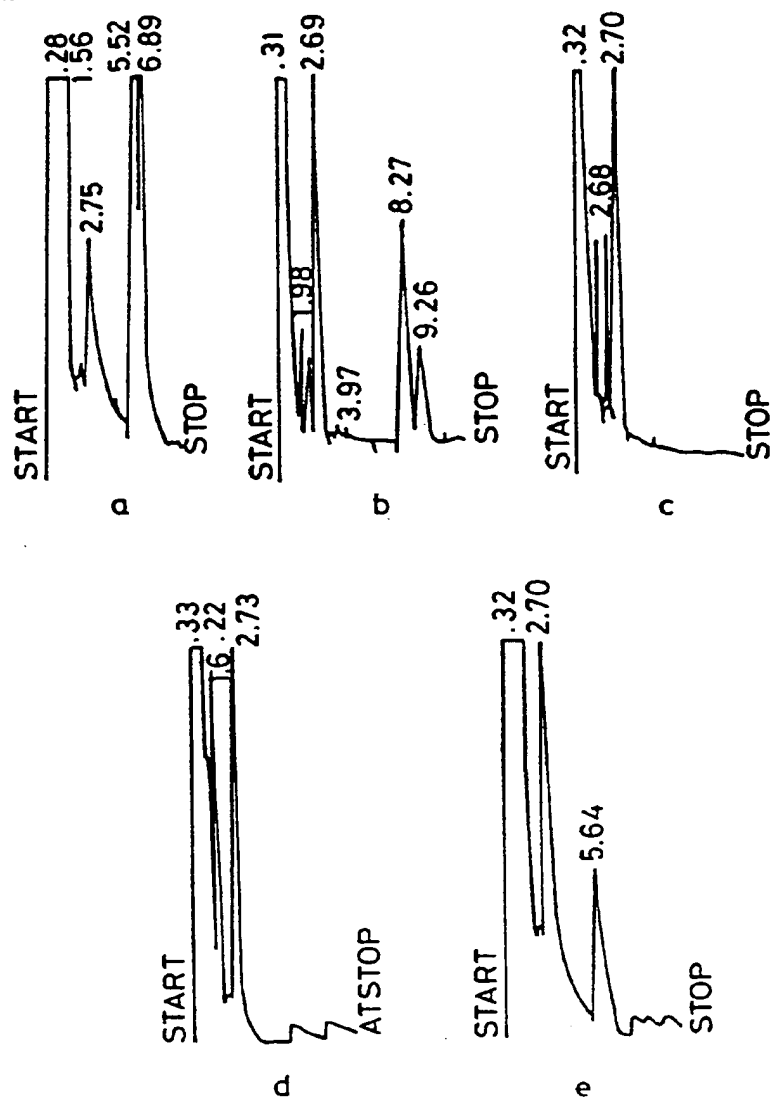 START
.28
1.56
2.75
5.52
6.89
STOP
a
START
.31
1.98
2.69
3.97
8.27
9.26
STOP
b
START
.32
2.68
2.70
STOP
c
START
.33
.22
1.6
2.73
ATSTOP
d
START
.32
2.70
5.64
STOP
e